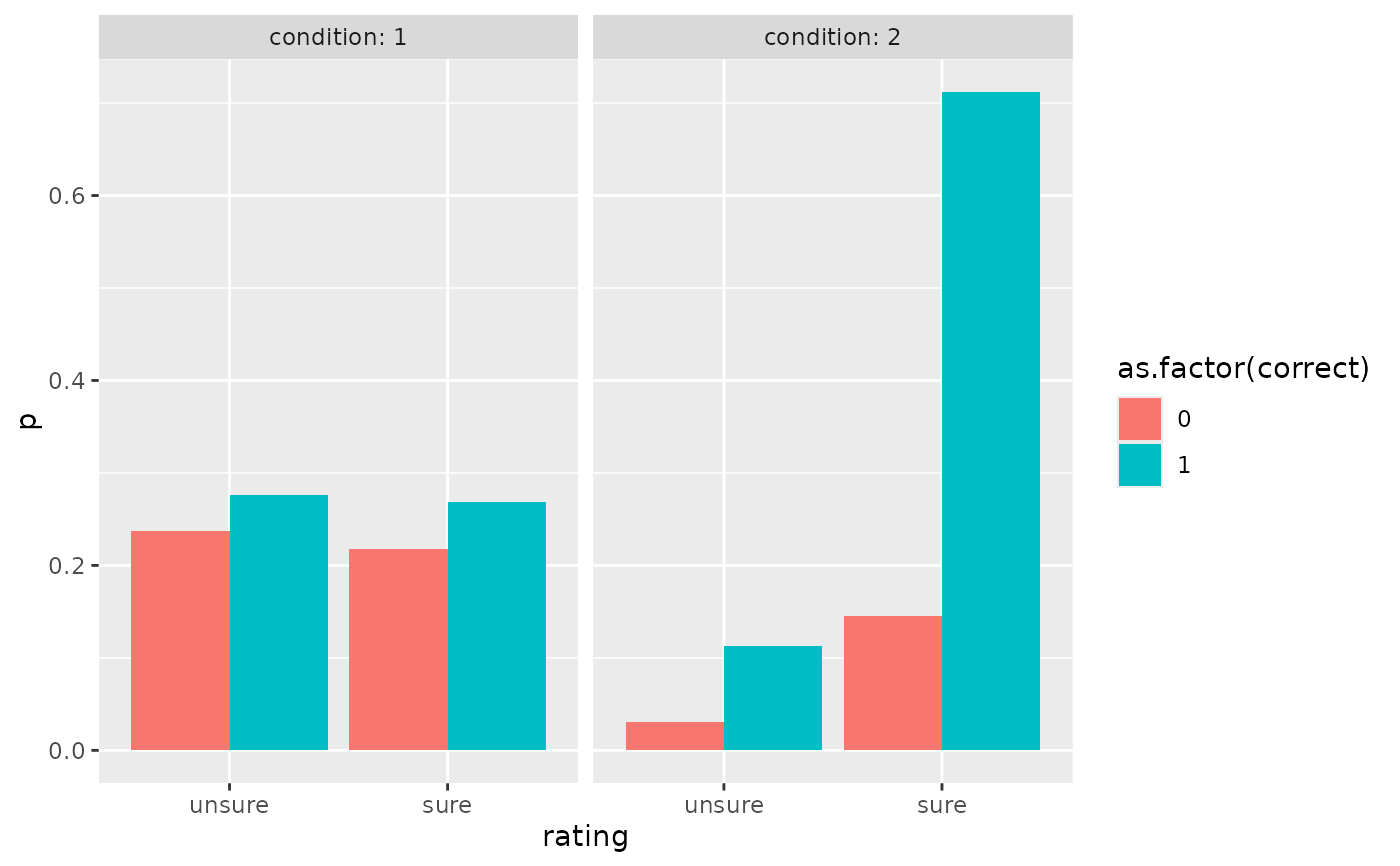 condition: 1
condition: 2
0.6
0.4
0.2
0.0
p
unsure
sure
unsure
sure
rating
as.factor(correct)
0
1